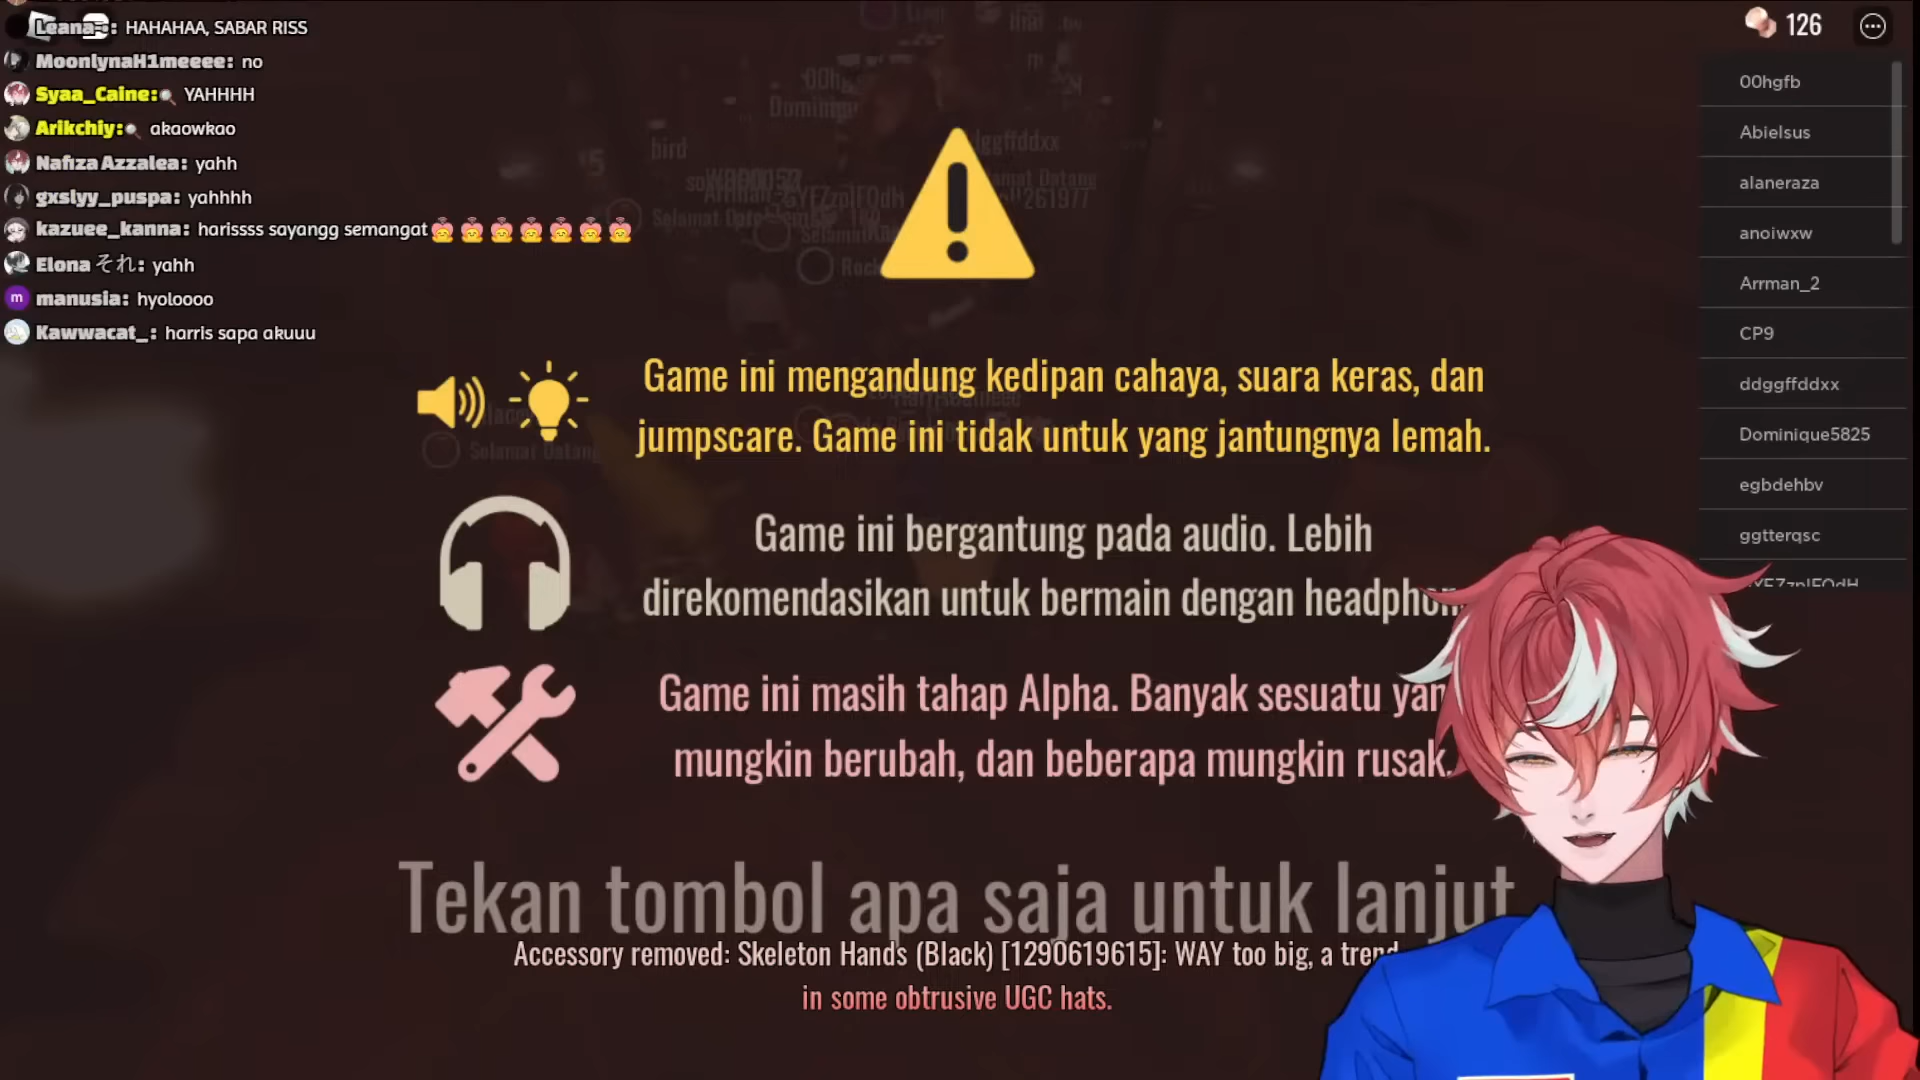 Leana-: HAHAHAA, SABAR RISS
MoonlynaH1meeee: no
Syaa_Caine: YAHHHH
Arikchiy: akaowkao
Nafiza Azzalea: yahh
gxslyy_puspa: yahhhh
kazuee_kanna: harissss sayangg semangat
Elona それ: yahh
m manusia: hyoloooo
Kawwacat_: harris sapa akuuu
126
00hgfb
Abielsus
alaneraza
anoiwxw
Arrman_2
CP9
ddggffddxx
Dominique5825
egbdehbv
ggtterqsc
Game ini mengandung kedipan cahaya, suara keras, dan
jumpscare. Game ini tidak untuk yang jantungnya lemah.
Game ini bergantung pada audio. Lebih
direkomendasikan untuk bermain dengan headphon
Game ini masih tahap Alpha. Banyak sesuatu yan
mungkin berubah, dan beberapa mungkin rusak.
Tekan tombol apa saja untuk lanjut
Accessory removed: Skeleton Hands (Black) [1290619615]: WAY too big, a trend
in some obtrusive UGC hats.